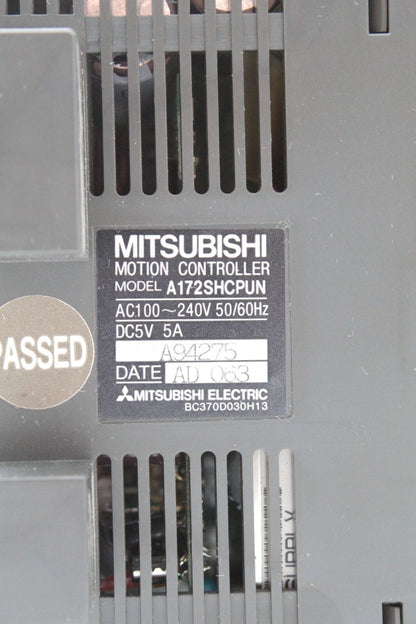 MITSUBISHI
MOTION CONTROLLER
MODEL A172SHCPUN
AC100~240V 50/60Hz
DC5V 5A
A94275
DATE AD 063
MITSUBISHI ELECTRIC
BC370D030H13
PASSED